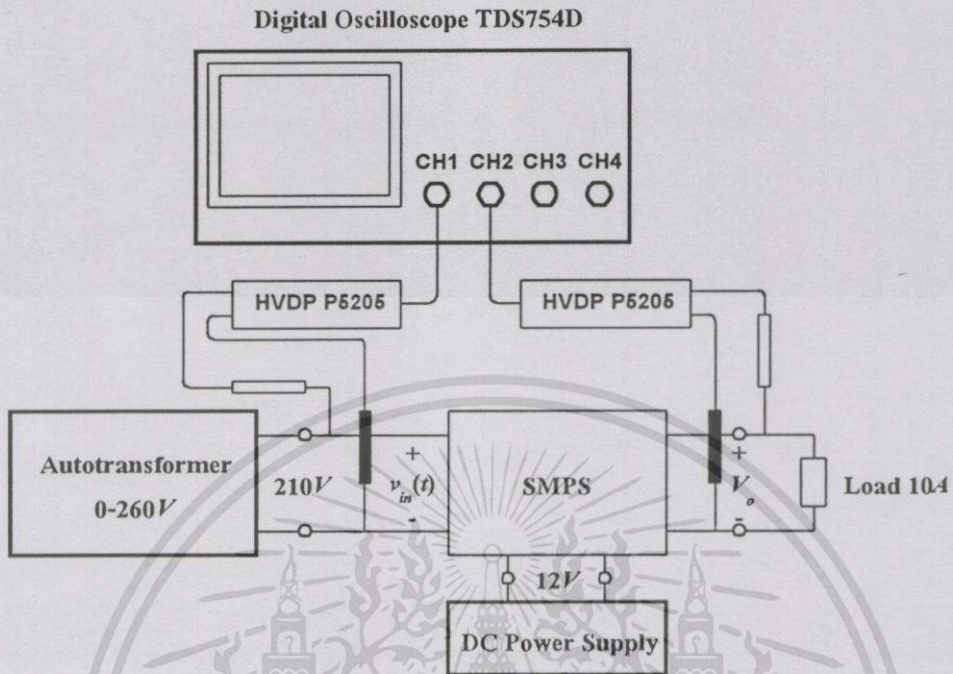 Digital Oscilloscope TDS754D
CH1 CH2 CH3 CH4
HVDP P5205
HVDP P5205
Autotransformer
0-260V
210V
+
v_in(t)
-
SMPS
+
V_o
-
Load 10A
12V
DC Power Supply